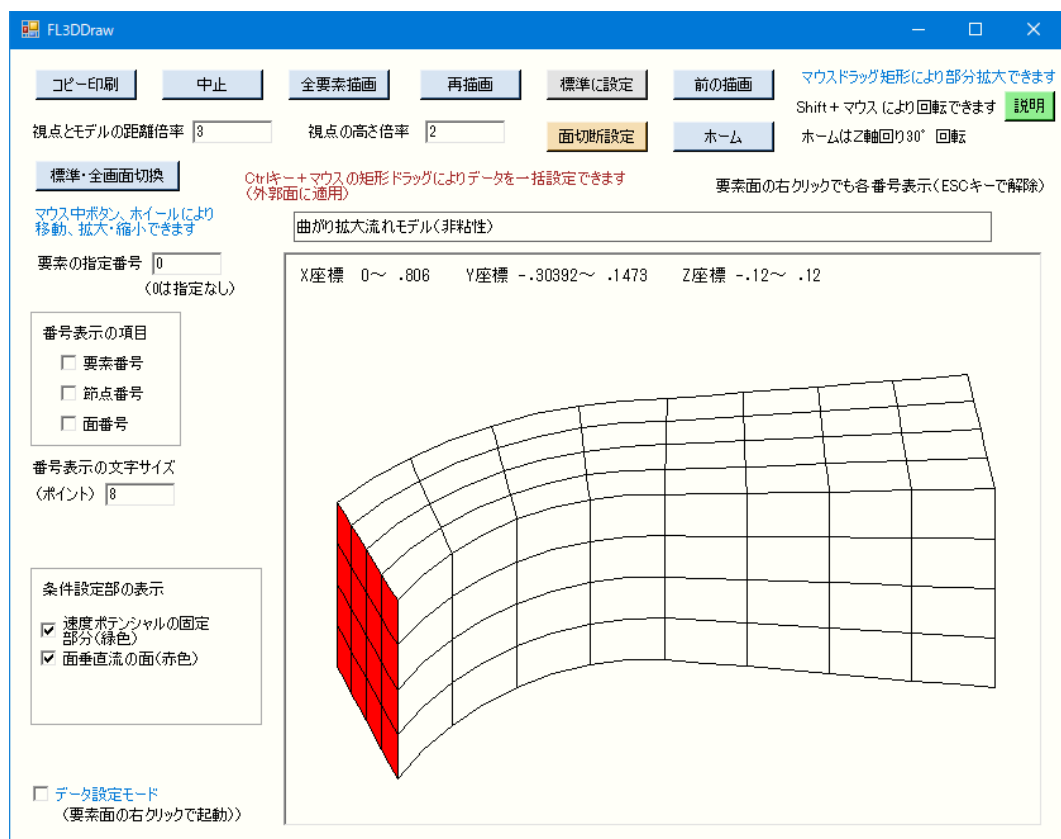 FL3DDraw
コピー印刷
中止
全要素描画
再描画
標準に設定
前の描画
マウスドラッグ矩形により部分拡大できます
Shift + マウス により回転できます
説明
視点とモデルの距離倍率 3
視点の高さ倍率 2
面切断設定
ホーム
ホームはZ軸回り30° 回転
標準・全画面切換
Ctrlキー + マウスの矩形ドラッグによりデータを一括設定できます
(外郭面に適用)
要素面の右クリックでも各番号表示(ESCキーで解除)
マウス中ボタン、ホイールにより
移動、拡大・縮小できます
曲がり拡大流れモデル(非粘性)
要素の指定番号 0
(0は指定なし)
X座標 0～ .806 Y座標 -.30392～ .1473 Z座標 -.12～ .12
番号表示の項目
要素番号
節点番号
面番号
番号表示の文字サイズ
(ポイント) 8
条件設定部の表示
速度ポテンシャルの固定
部分(緑色)
面垂直流の面(赤色)
データ設定モード
(要素面の右クリックで起動))